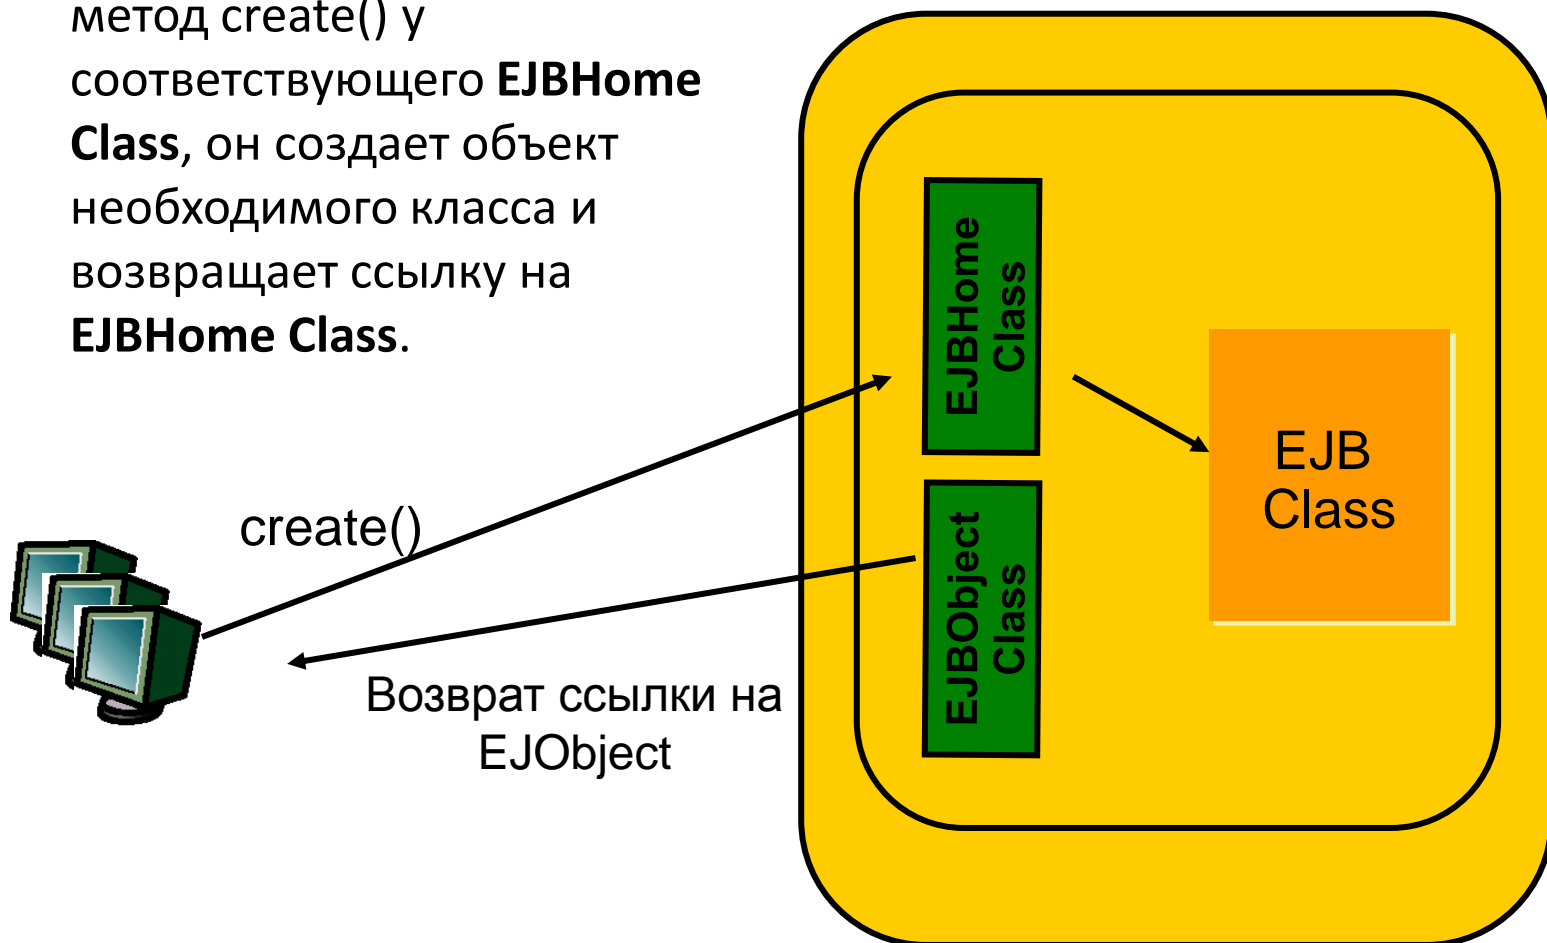 метод create() у
соответствующего EJBHome
Class, он создает объект
необходимого класса и
возвращает ссылку на
EJBHome Class.
EJBHome
Class
EJB
Class
create()
EJBObject
Class
Возврат ссылки на
EJObject